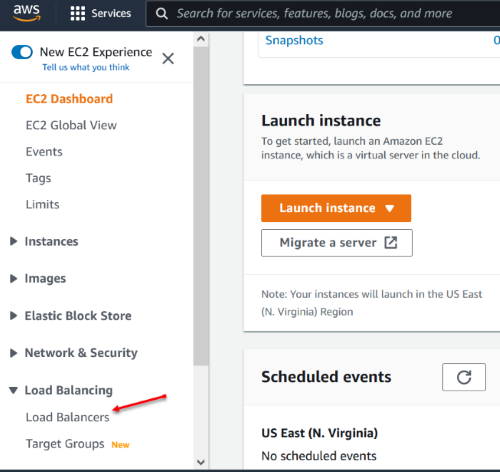 aws
Services
Search for services, features, blogs, docs, and more
New EC2 Experience
Tell us what you think
EC2 Dashboard
EC2 Global View
Events
Tags
Limits
Instances
Images
Elastic Block Store
Network & Security
Load Balancing
Load Balancers
Target Groups New
Snapshots 0
Launch instance
To get started, launch an Amazon EC2
instance, which is a virtual server in the cloud.
Launch instance
Migrate a server
Note: Your instances will launch in the US East
(N. Virginia) Region
Scheduled events
US East (N. Virginia)
No scheduled events